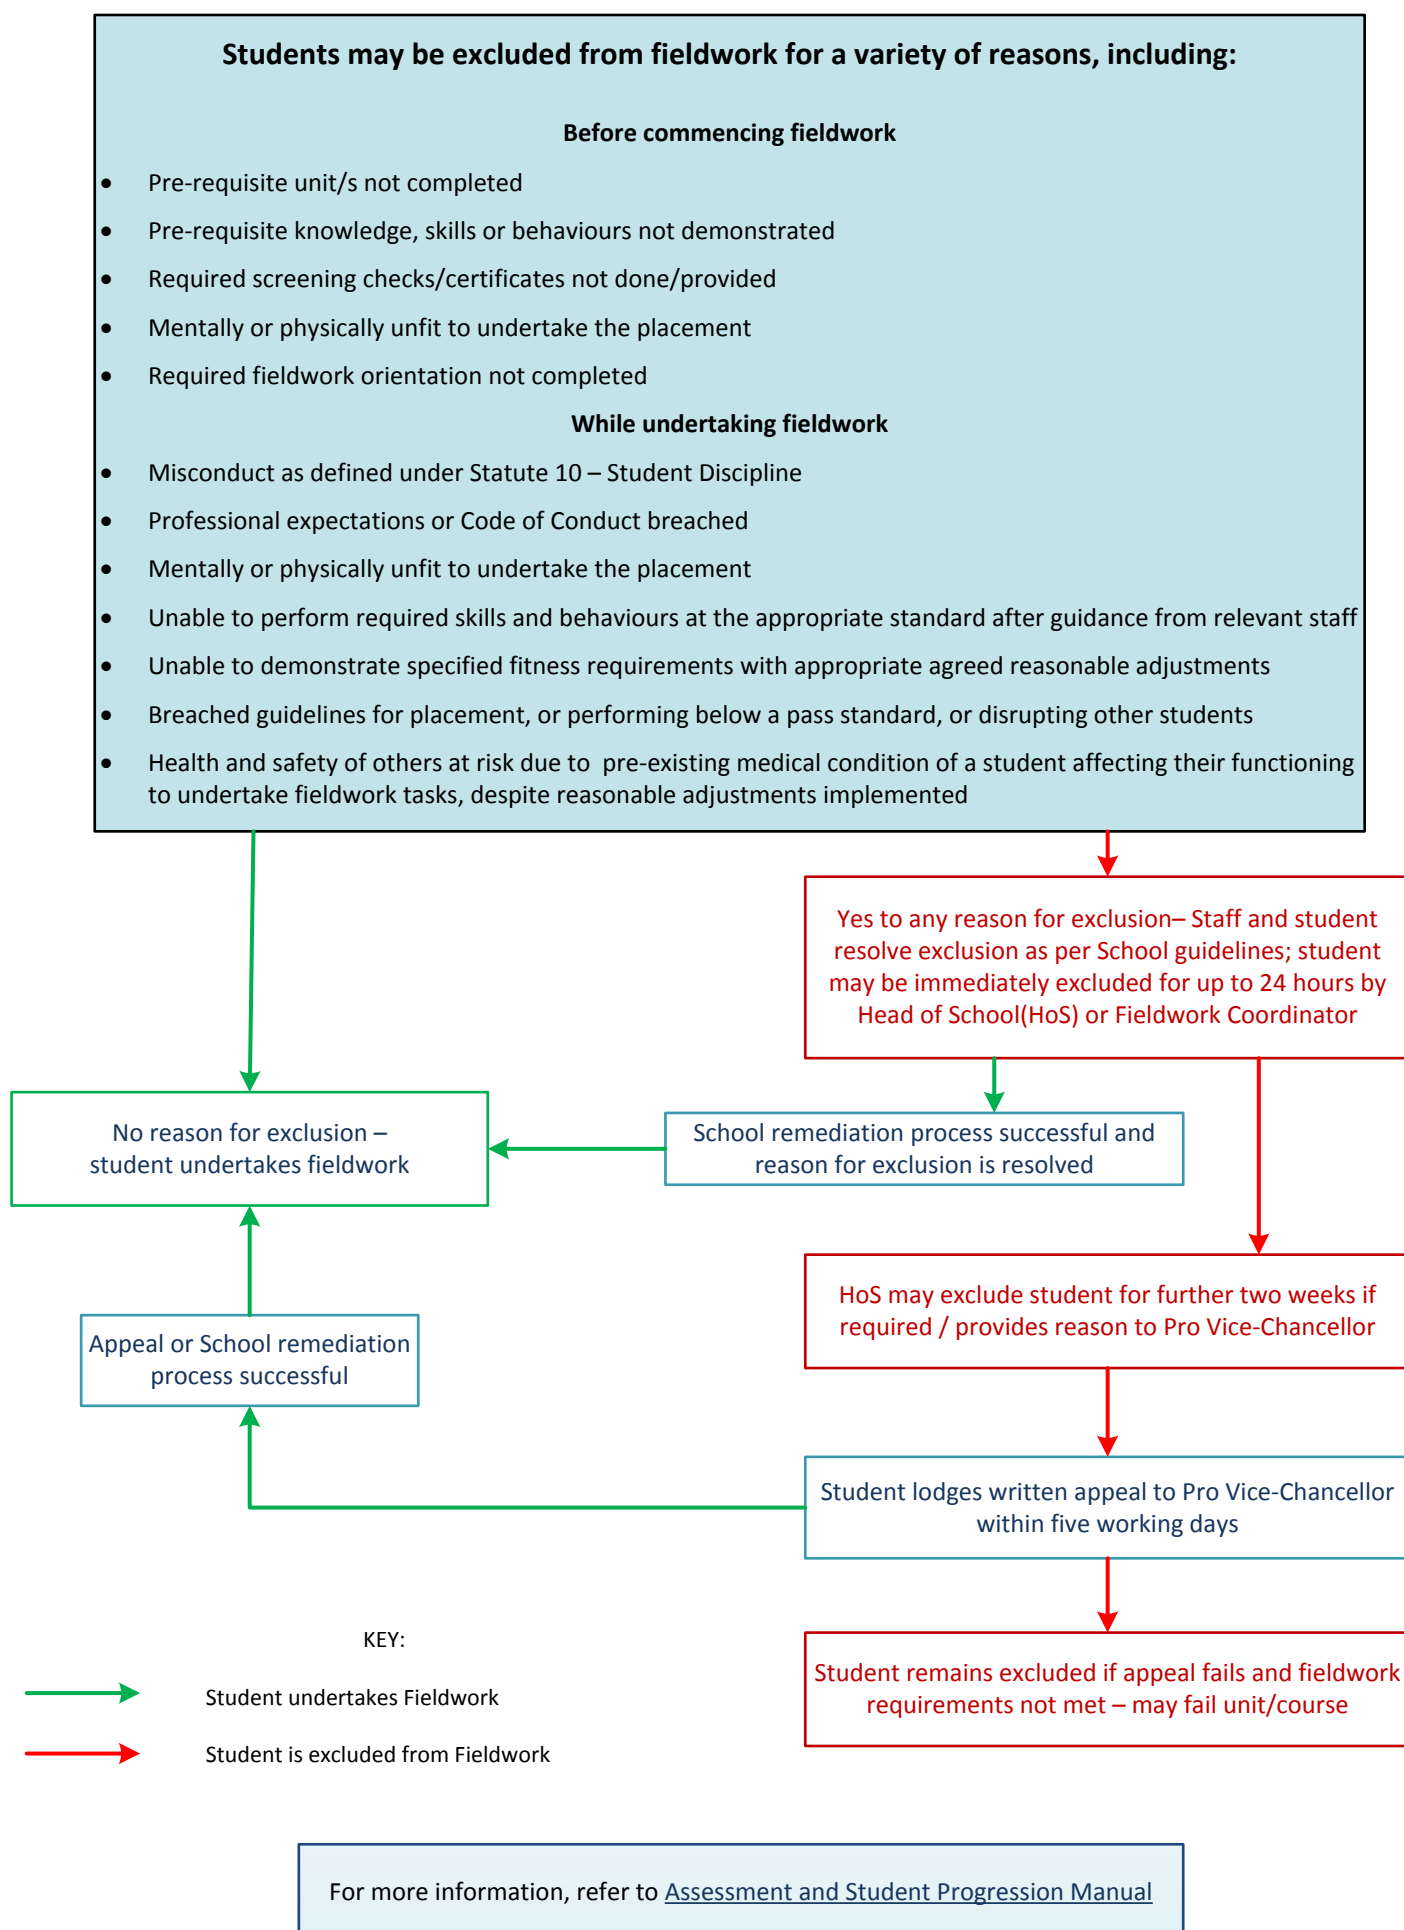 Students may be excluded from fieldwork for a variety of reasons, including:
Before commencing fieldwork
• Pre-requisite unit/s not completed
• Pre-requisite knowledge, skills or behaviours not demonstrated
• Required screening checks/certificates not done/provided
• Mentally or physically unfit to undertake the placement
• Required fieldwork orientation not completed
While undertaking fieldwork
• Misconduct as defined under Statute 10 – Student Discipline
• Professional expectations or Code of Conduct breached
• Mentally or physically unfit to undertake the placement
• Unable to perform required skills and behaviours at the appropriate standard after guidance from relevant staff
• Unable to demonstrate specified fitness requirements with appropriate agreed reasonable adjustments
• Breached guidelines for placement, or performing below a pass standard, or disrupting other students
• Health and safety of others at risk due to  pre-existing medical condition of a student affecting their functioning
to undertake fieldwork tasks, despite reasonable adjustments implemented
Yes to any reason for exclusion– Staff and student
resolve exclusion as per School guidelines; student
may be immediately excluded for up to 24 hours by
Head of School(HoS) or Fieldwork Coordinator
No reason for exclusion –
student undertakes fieldwork
School remediation process successful and
reason for exclusion is resolved
HoS may exclude student for further two weeks if
required / provides reason to Pro Vice-Chancellor
Appeal or School remediation
process successful
Student lodges written appeal to Pro Vice-Chancellor
within five working days
Student remains excluded if appeal fails and fieldwork
requirements not met – may fail unit/course
KEY:
Student undertakes Fieldwork
Student is excluded from Fieldwork
For more information, refer to Assessment and Student Progression Manual